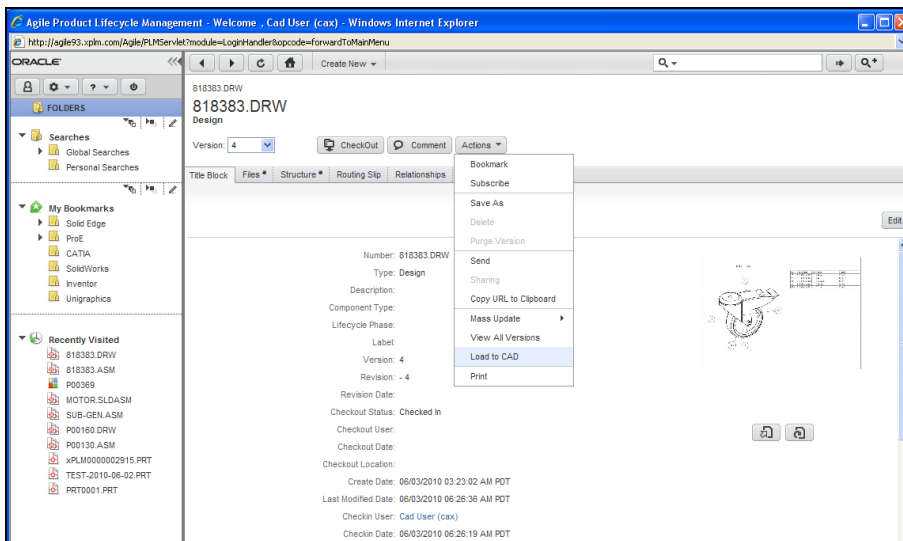 Agile Product Lifecycle Management - Welcome , Cad User (cax) - Windows Internet Explorer
http://agile93.xplm.com/Agile/PLMServlet?module=LoginHandler&opcode=forwardToMainMenu
ORACLE
Create New
FOLDERS
Searches
Global Searches
Personal Searches
My Bookmarks
Solid Edge
ProE
CATIA
SolidWorks
Inventor
Unigraphics
Recently Visited
818383.DRW
818383.ASM
P00369
MOTOR.SLDASM
SUB-GEN.ASM
P00160.DRW
P00130.ASM
xPLM0000002915.PRT
TEST-2010-06-02.PRT
PRT0001.PRT
818383.DRW
818383.DRW
Design
Version: 4
CheckOut
Comment
Actions
Title Block
Files
Structure
Routing Slip
Relationships
Bookmark
Subscribe
Save As
Delete
Purge Version
Send
Sharing
Copy URL to Clipboard
Mass Update
View All Versions
Load to CAD
Print
Edit
Number: 818383.DRW
Type: Design
Description:
Component Type:
Lifecycle Phase:
Label:
Version: 4
Revision: - 4
Revision Date:
Checkout Status: Checked In
Checkout User:
Checkout Date:
Checkout Location:
Create Date: 06/03/2010 03:23:02 AM PDT
Last Modified Date: 06/03/2010 06:26:36 AM PDT
Checkin User: Cad User (cax)
Checkin Date: 06/03/2010 06:26:19 AM PDT